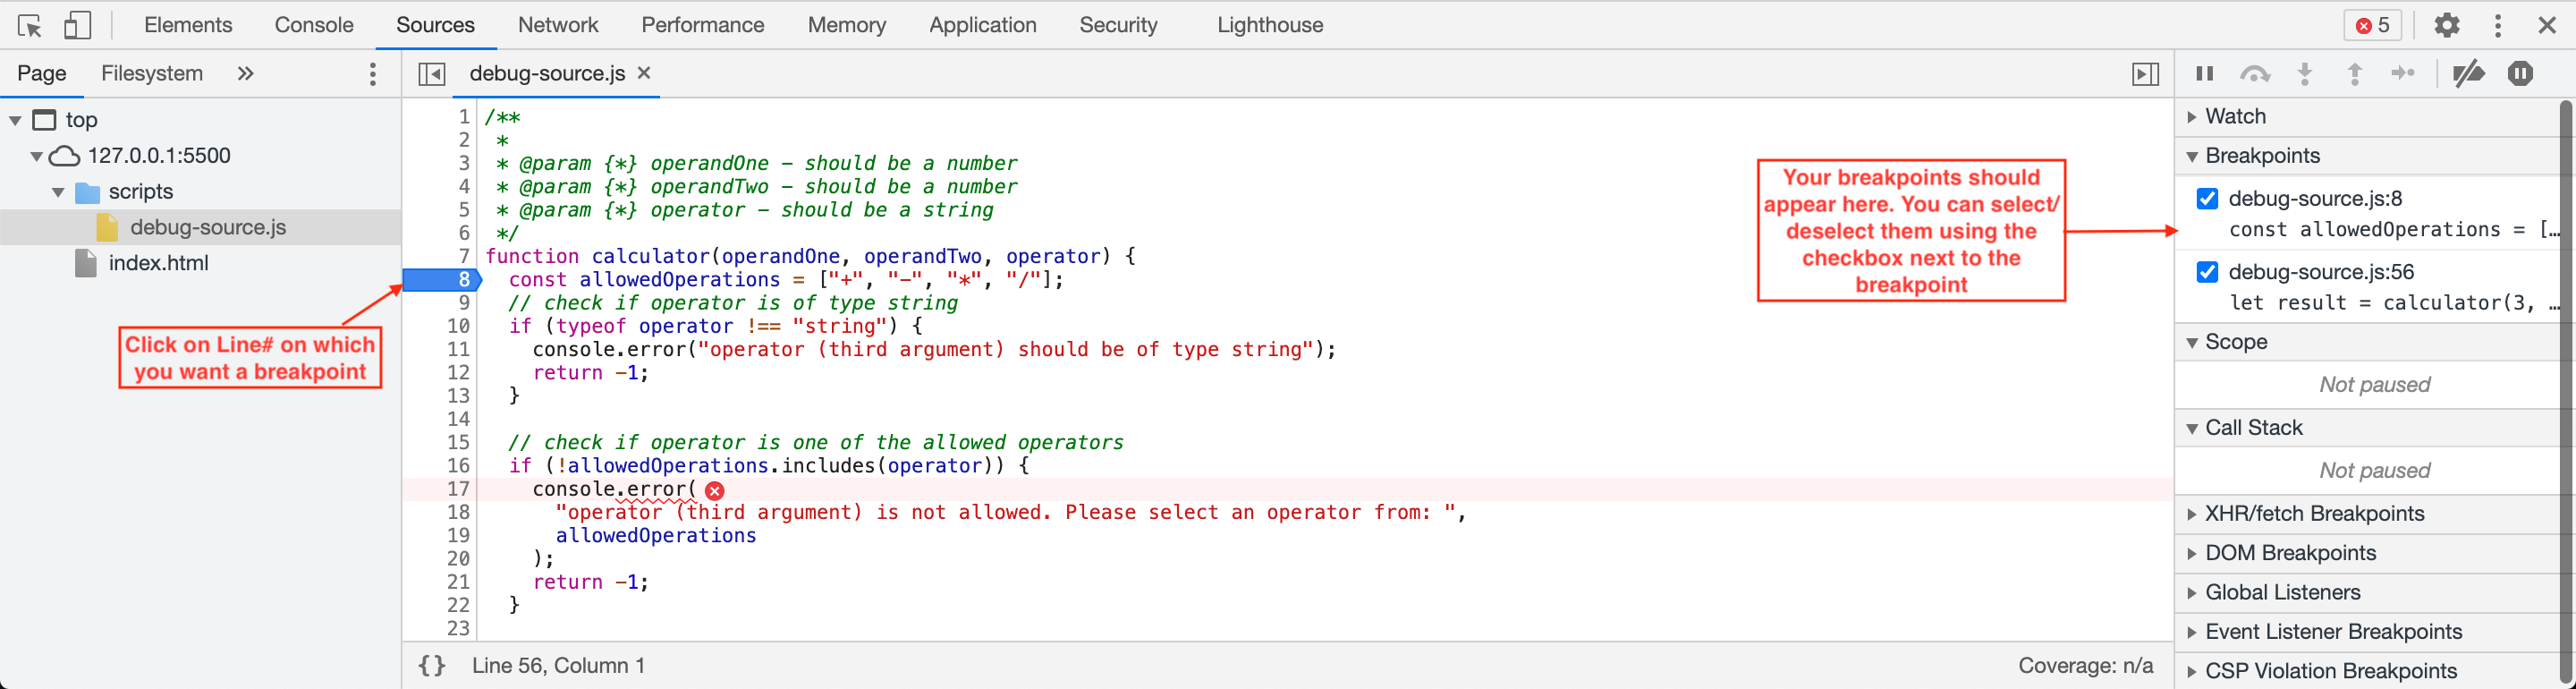 Elements Console Sources Network Performance Memory Application Security Lighthouse 5
Page Filesystem »
debug-source.js ×
top
127.0.0.1:5500
scripts
debug-source.js
index.html
Click on Line# on which
you want a breakpoint
1 /**
2  *
3  * @param {*} operandOne - should be a number
4  * @param {*} operandTwo - should be a number
5  * @param {*} operator - should be a string
6  */
7 function calculator(operandOne, operandTwo, operator) {
8   const allowedOperations = ["+", "-", "*", "/"];
9   // check if operator is of type string
10   if (typeof operator !== "string") {
11     console.error("operator (third argument) should be of type string");
12     return -1;
13   }
14
15   // check if operator is one of the allowed operators
16   if (!allowedOperations.includes(operator)) {
17     console.error(
18       "operator (third argument) is not allowed. Please select an operator from: ",
19       allowedOperations
20     );
21     return -1;
22   }
23
{} Line 56, Column 1
Coverage: n/a
Your breakpoints should
appear here. You can select/
deselect them using the
checkbox next to the
breakpoint
Watch
Breakpoints
debug-source.js:8
const allowedOperations = […
debug-source.js:56
let result = calculator(3, …
Scope
Not paused
Call Stack
Not paused
XHR/fetch Breakpoints
DOM Breakpoints
Global Listeners
Event Listener Breakpoints
CSP Violation Breakpoints